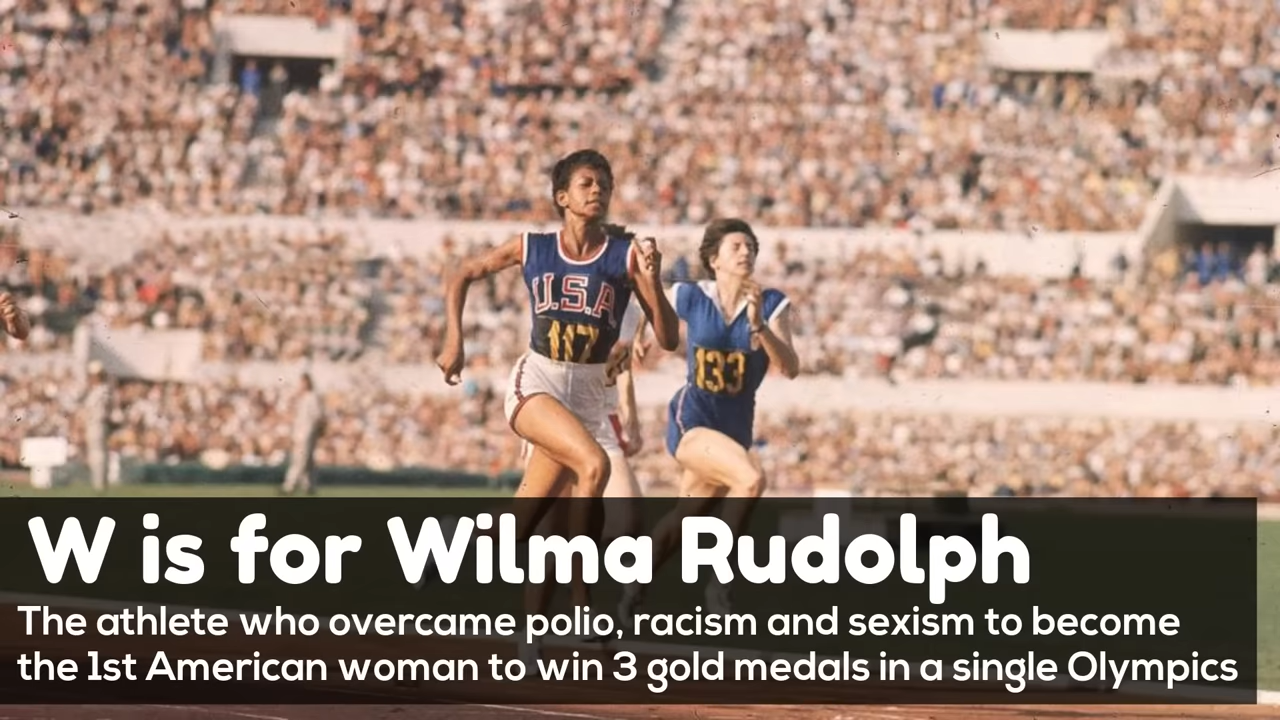 U.S.A
117
133
W is for Wilma Rudolph
The athlete who overcame polio, racism and sexism to become
the 1st American woman to win 3 gold medals in a single Olympics